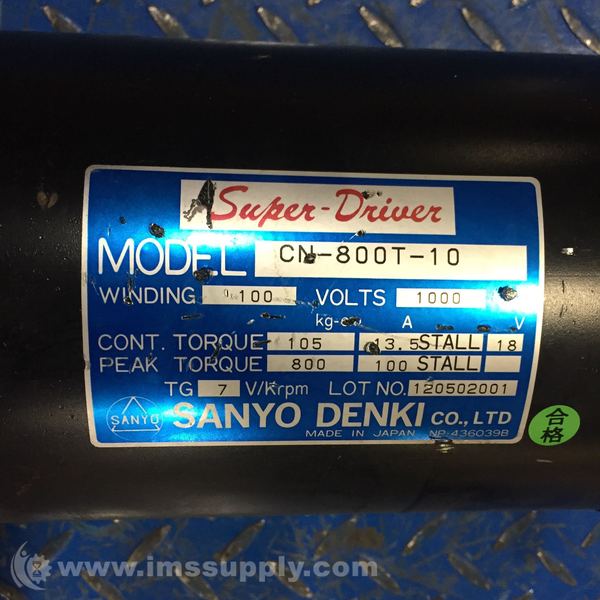 Super-Driver
MODEL CN-800T-10
WINDING 100 VOLTS 1000
kg-cm A V
CONT. TORQUE 105 13.5 STALL 18
PEAK TORQUE 800 100 STALL
TG 7 V/Krpm LOT NO. 120502001
SANYO SANYO DENKI CO., LTD
MADE IN JAPAN NP-436039B
合格
www.imssupply.com